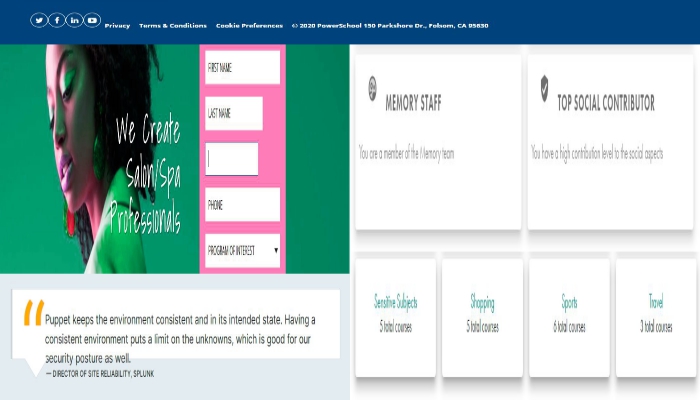 Privacy Terms & Conditions Cookie Preferences © 2020 PowerSchool 150 Parkshore Dr., Folsom, CA 95630
We Create
Salon/Spa
Professionals
FIRST NAME
LAST NAME
PHONE
PROGRAM OF INTEREST
MEMORY STAFF
You are a member of the Memory team
TOP SOCIAL CONTRIBUTOR
You have a high contribution level to the social aspects
Sensitive Subjects
5 total courses
Shopping
5 total courses
Sports
6 total courses
Travel
3 total courses
Puppet keeps the environment consistent and in its intended state. Having a
consistent environment puts a limit on the unknowns, which is good for our
security posture as well.
— DIRECTOR OF SITE RELIABILITY, SPLUNK